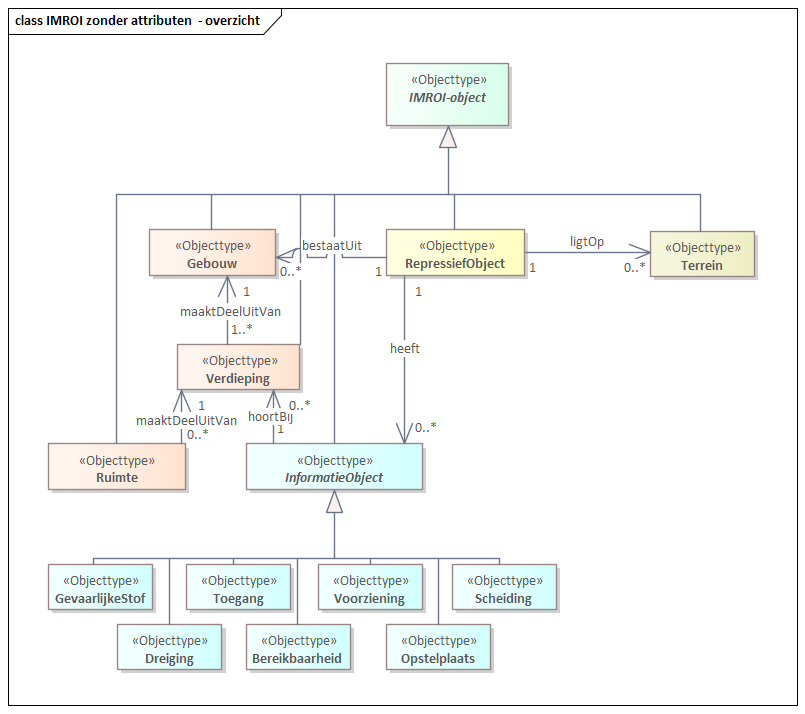 class IMROI zonder attributen - overzicht
«Objecttype»
IMROI-object
«Objecttype»
Gebouw
bestaatUit
0..*
1
«Objecttype»
RepressiefObject
ligtOp
1
0..*
«Objecttype»
Terrein
1
maaktDeelUitVan
1..*
1
heeft
0..*
«Objecttype»
Verdieping
1
maaktDeelUitVan
0..*
0..*
hoortBij
1
«Objecttype»
Ruimte
«Objecttype»
InformatieObject
«Objecttype»
GevaarlijkeStof
«Objecttype»
Toegang
«Objecttype»
Voorziening
«Objecttype»
Scheiding
«Objecttype»
Dreiging
«Objecttype»
Bereikbaarheid
«Objecttype»
Opstelplaats